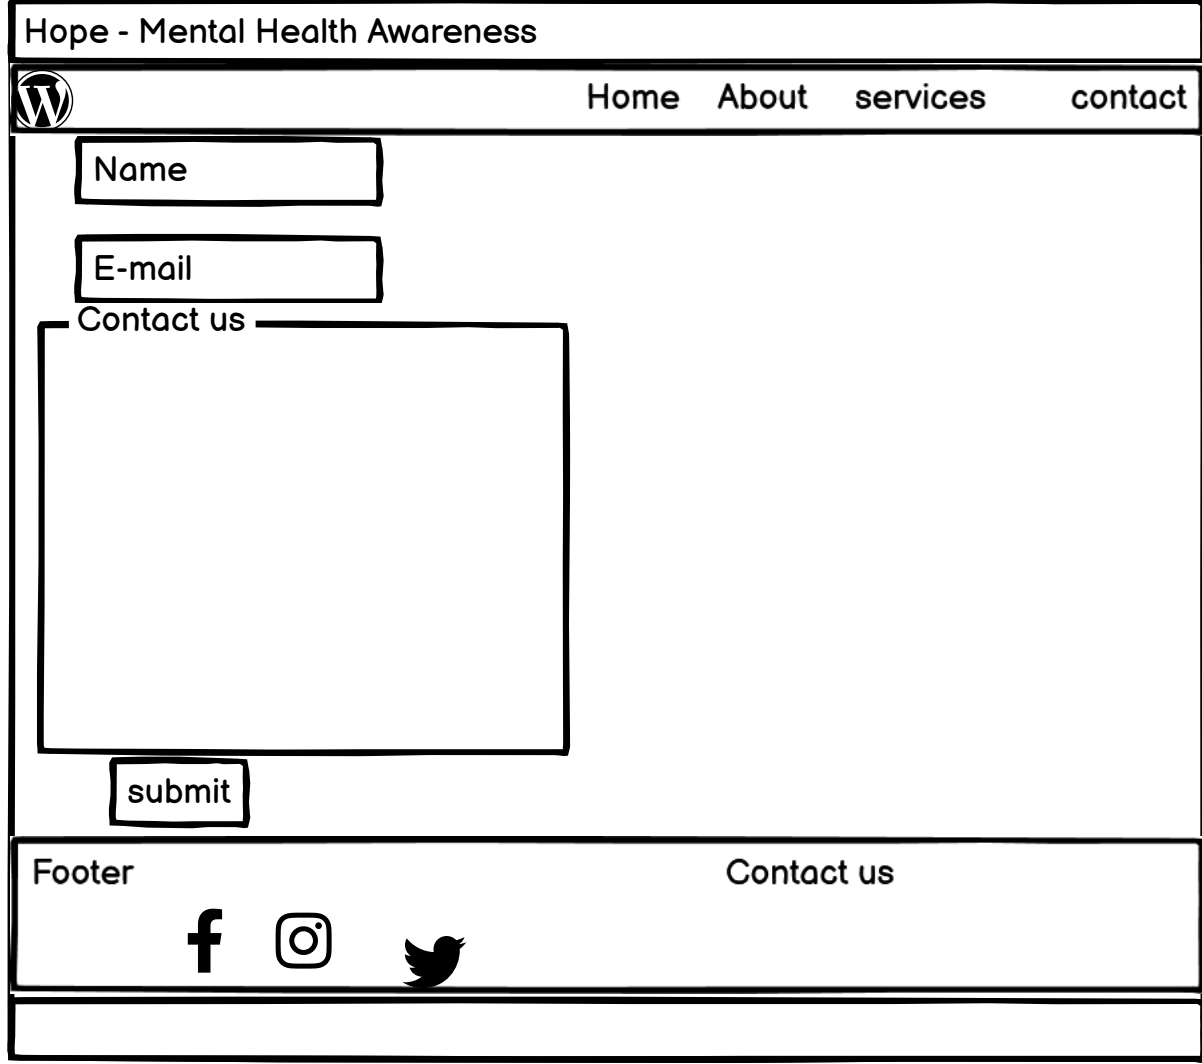 Hope - Mental Health Awareness
Home About services contact
Name
E-mail
Contact us
submit
Footer Contact us